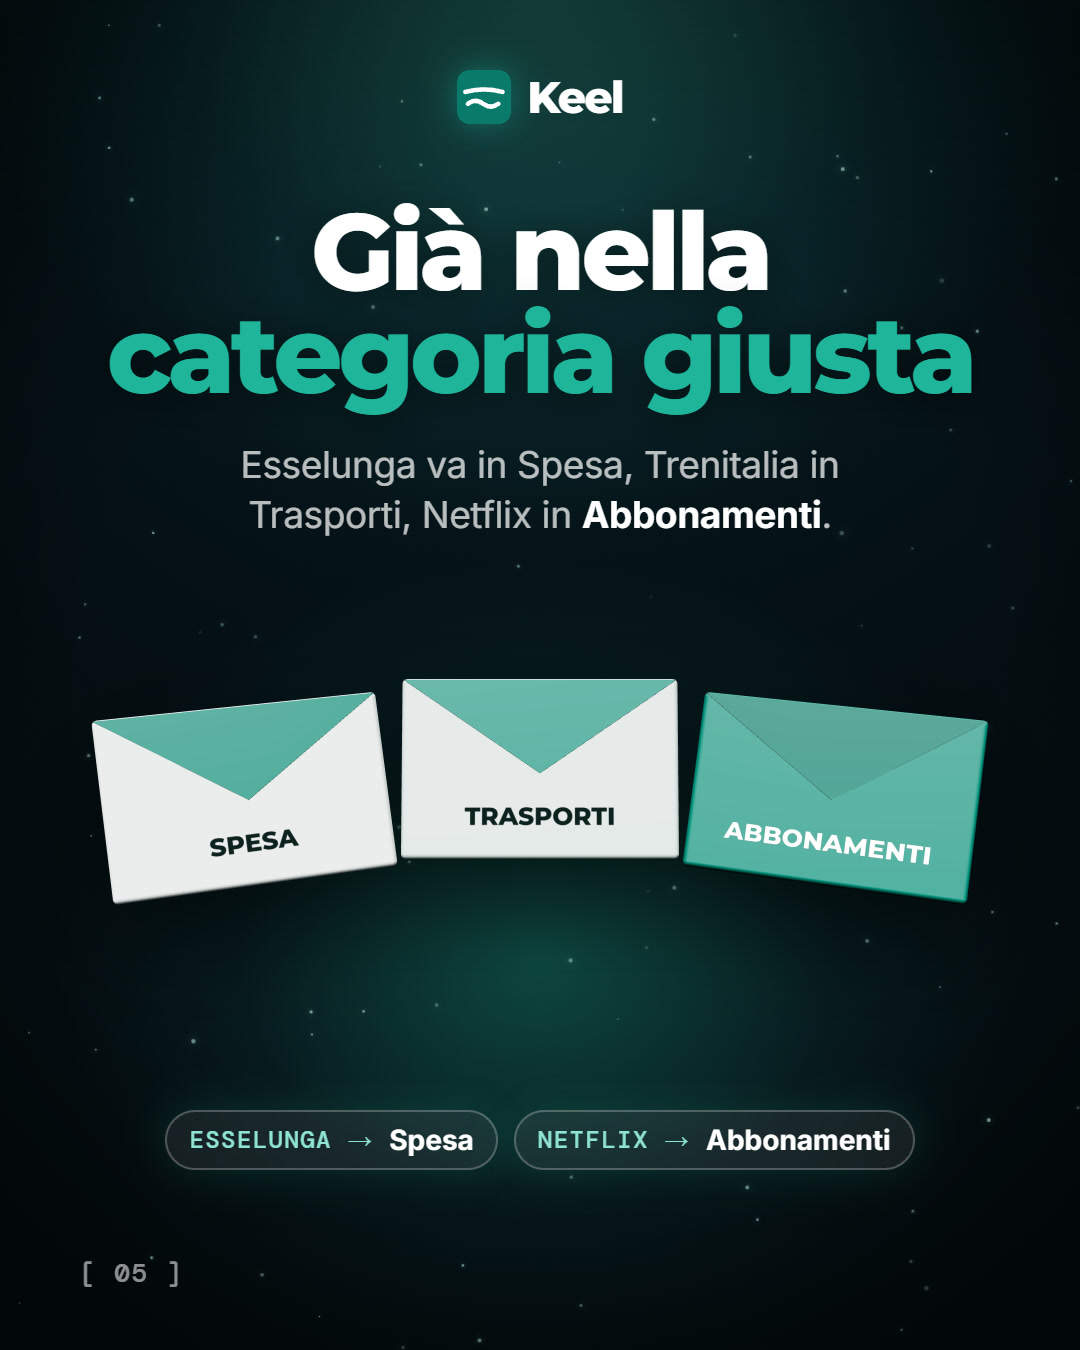 Keel
Già nella
categoria giusta
Esselunga va in Spesa, Trenitalia in
Trasporti, Netflix in Abbonamenti.
SPESA
TRASPORTI
ABBONAMENTI
ESSELUNGA → Spesa
NETFLIX → Abbonamenti
[ 05 ]